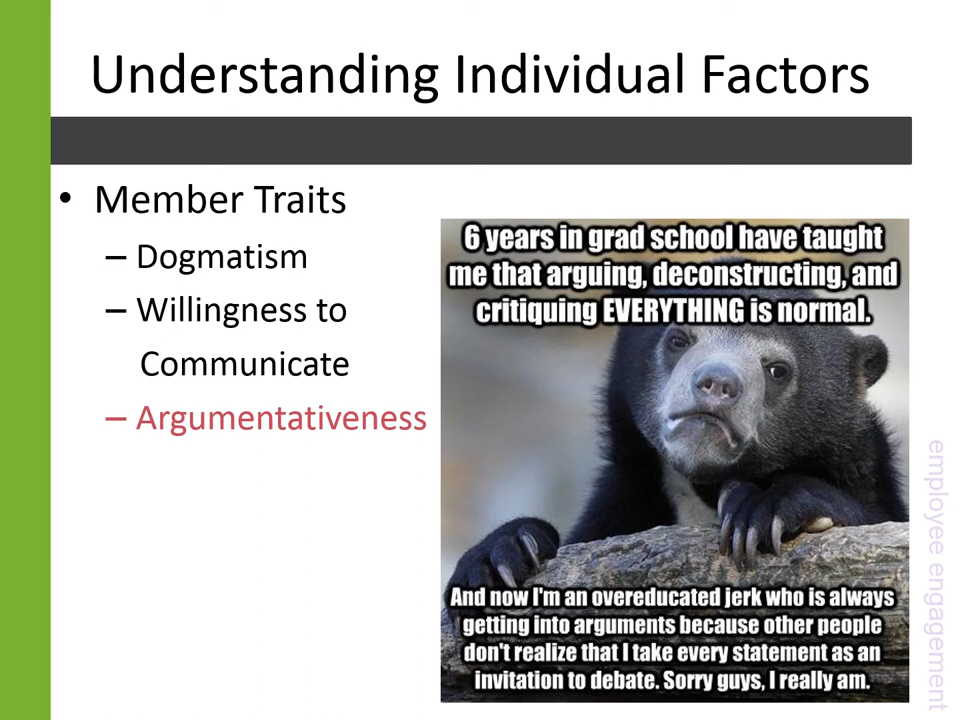 Understanding Individual Factors
• Member Traits
– Dogmatism
– Willingness to
Communicate
– Argumentativeness
6 years in grad school have taught
me that arguing, deconstructing, and
critiquing EVERYTHING is normal.
And now I'm an overeducated jerk who is always
getting into arguments because other people
don't realize that I take every statement as an
invitation to debate. Sorry guys, I really am.
employee engagement